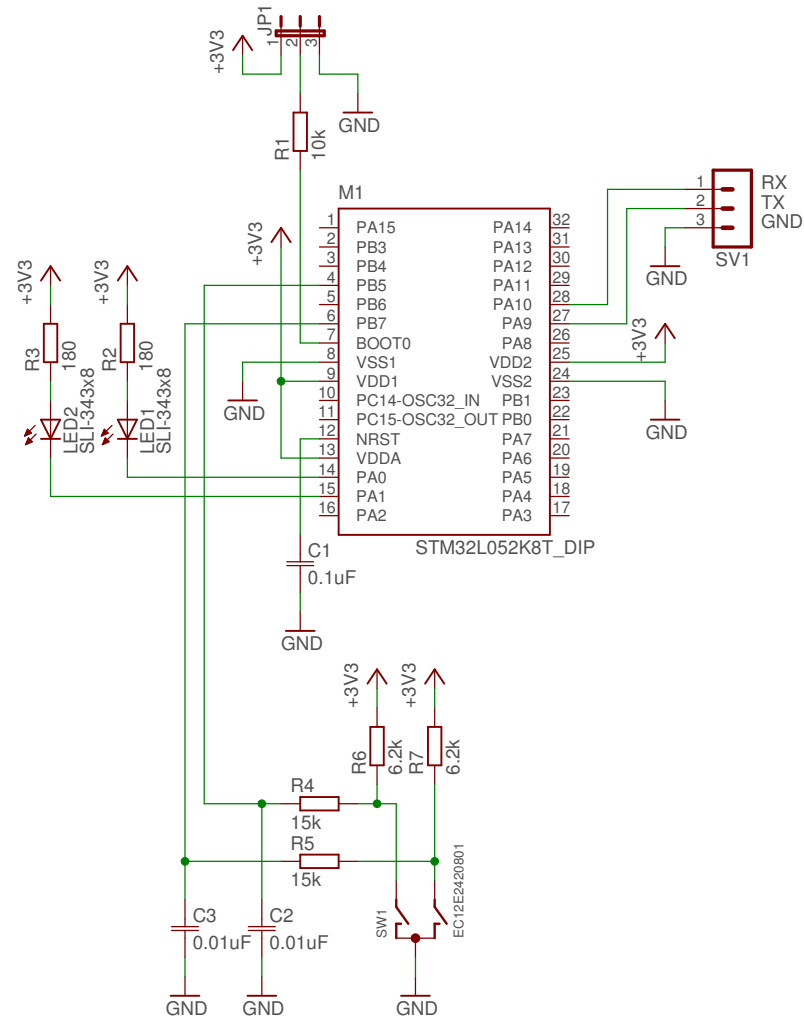 JP1
1
2
3
+3V3
GND
R1
10k
M1
+3V3
1 PA15
2 PB3
3 PB4
4 PB5
5 PB6
6 PB7
7 BOOT0
8 VSS1
9 VDD1
10 PC14-OSC32_IN
11 PC15-OSC32_OUT
12 NRST
13 VDDA
14 PA0
15 PA1
16 PA2
PA14 32
PA13 31
PA12 30
PA11 29
PA10 28
PA9 27
PA8 26
VDD2 25
VSS2 24
PB1 23
PB0 22
PA7 21
PA6 20
PA5 19
PA4 18
PA3 17
STM32L052K8T_DIP
1 RX
2 TX
3 GND
SV1
GND
+3V3
GND
GND
+3V3
+3V3
R3
180
R2
180
LED2
SLI-343x8
LED1
SLI-343x8
C1
0.1uF
GND
+3V3
+3V3
R6
6.2k
R7
6.2k
R4
15k
R5
15k
SW1
EC12E2420801
C3
0.01uF
C2
0.01uF
GND
GND
GND